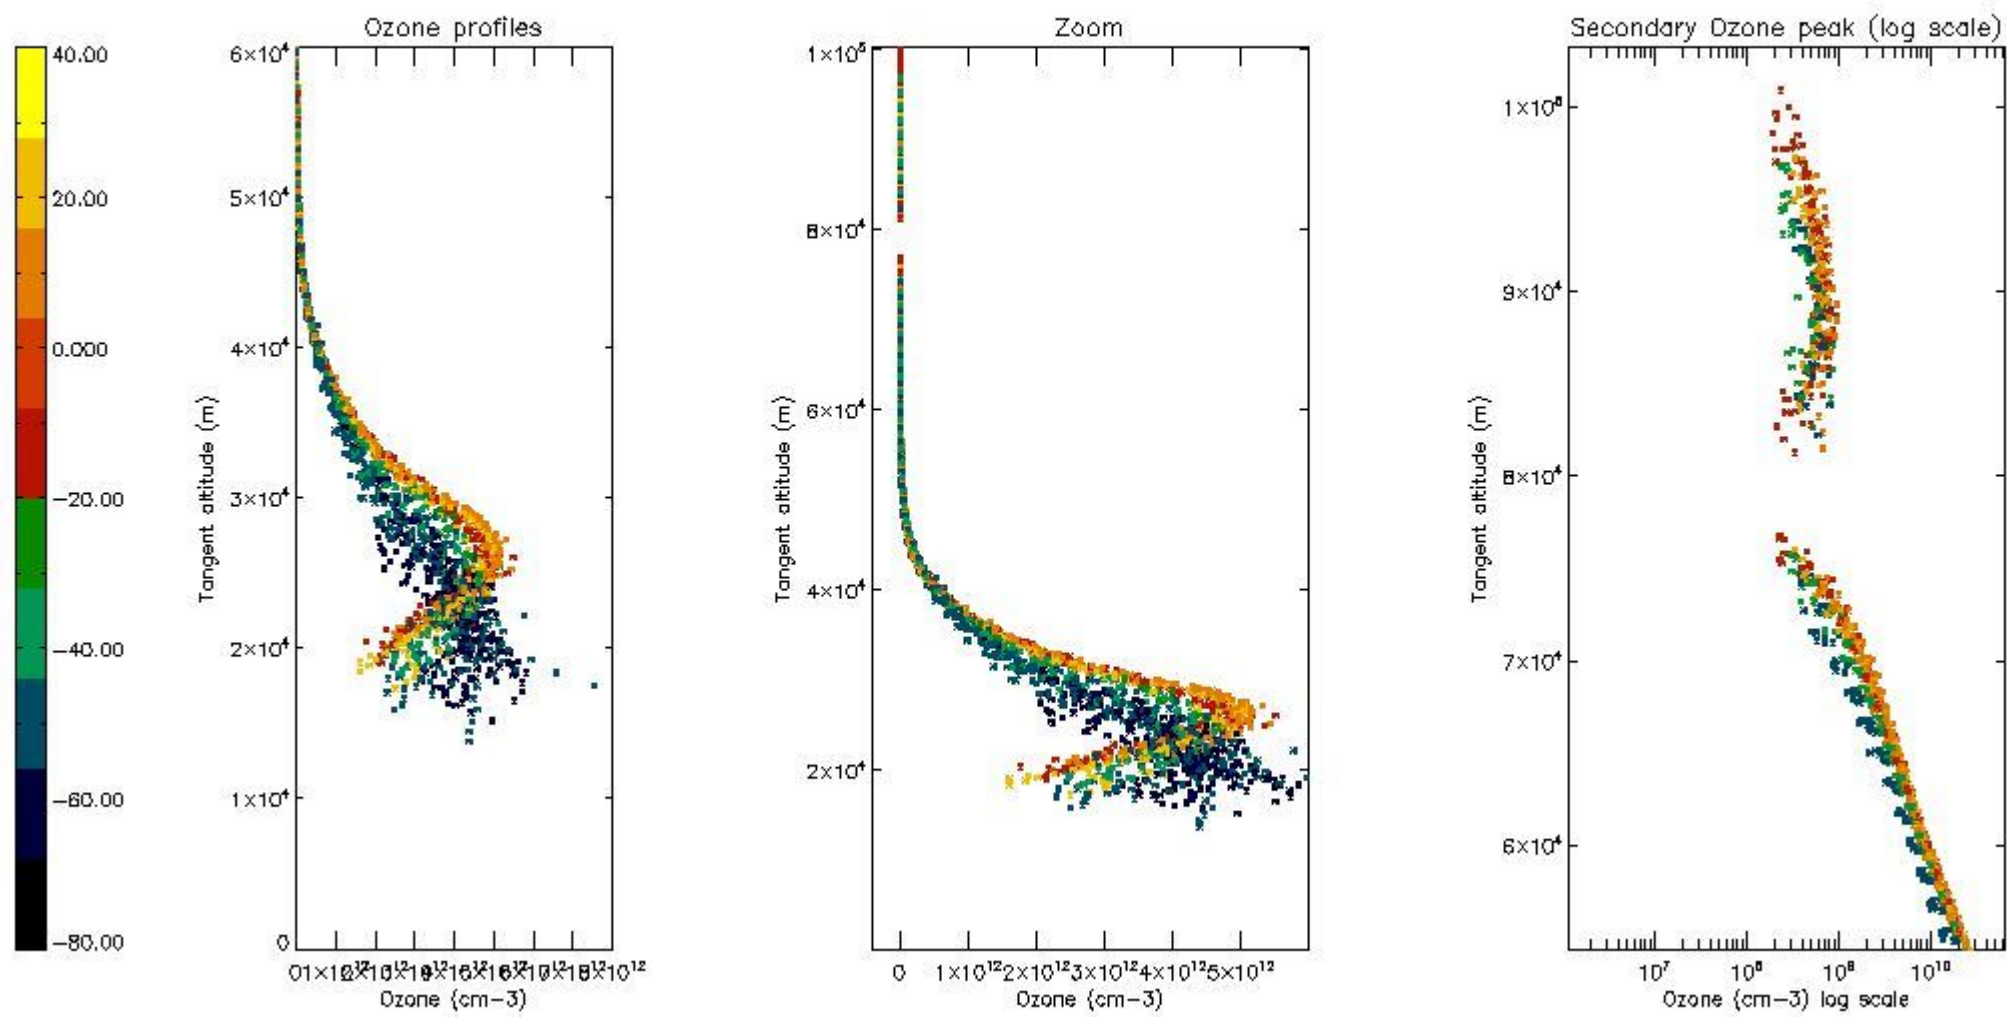 40.00
20.00
0.000
−20.00
−40.00
−60.00
−80.00
Ozone profiles
6×10⁴
5×10⁴
4×10⁴
3×10⁴
2×10⁴
1×10⁴
0
Tangent altitude (m)
Ozone (cm−3)
Zoom
1×10⁵
8×10⁴
6×10⁴
4×10⁴
2×10⁴
Tangent altitude (m)
0 1×10¹² 2×10¹² 3×10¹² 4×10¹² 5×10¹²
Ozone (cm−3)
Secondary Ozone peak (log scale)
1×10⁵
9×10⁴
8×10⁴
7×10⁴
6×10⁴
Tangent altitude (m)
10⁷ 10⁸ 10⁹ 10¹⁰
Ozone (cm−3) log scale